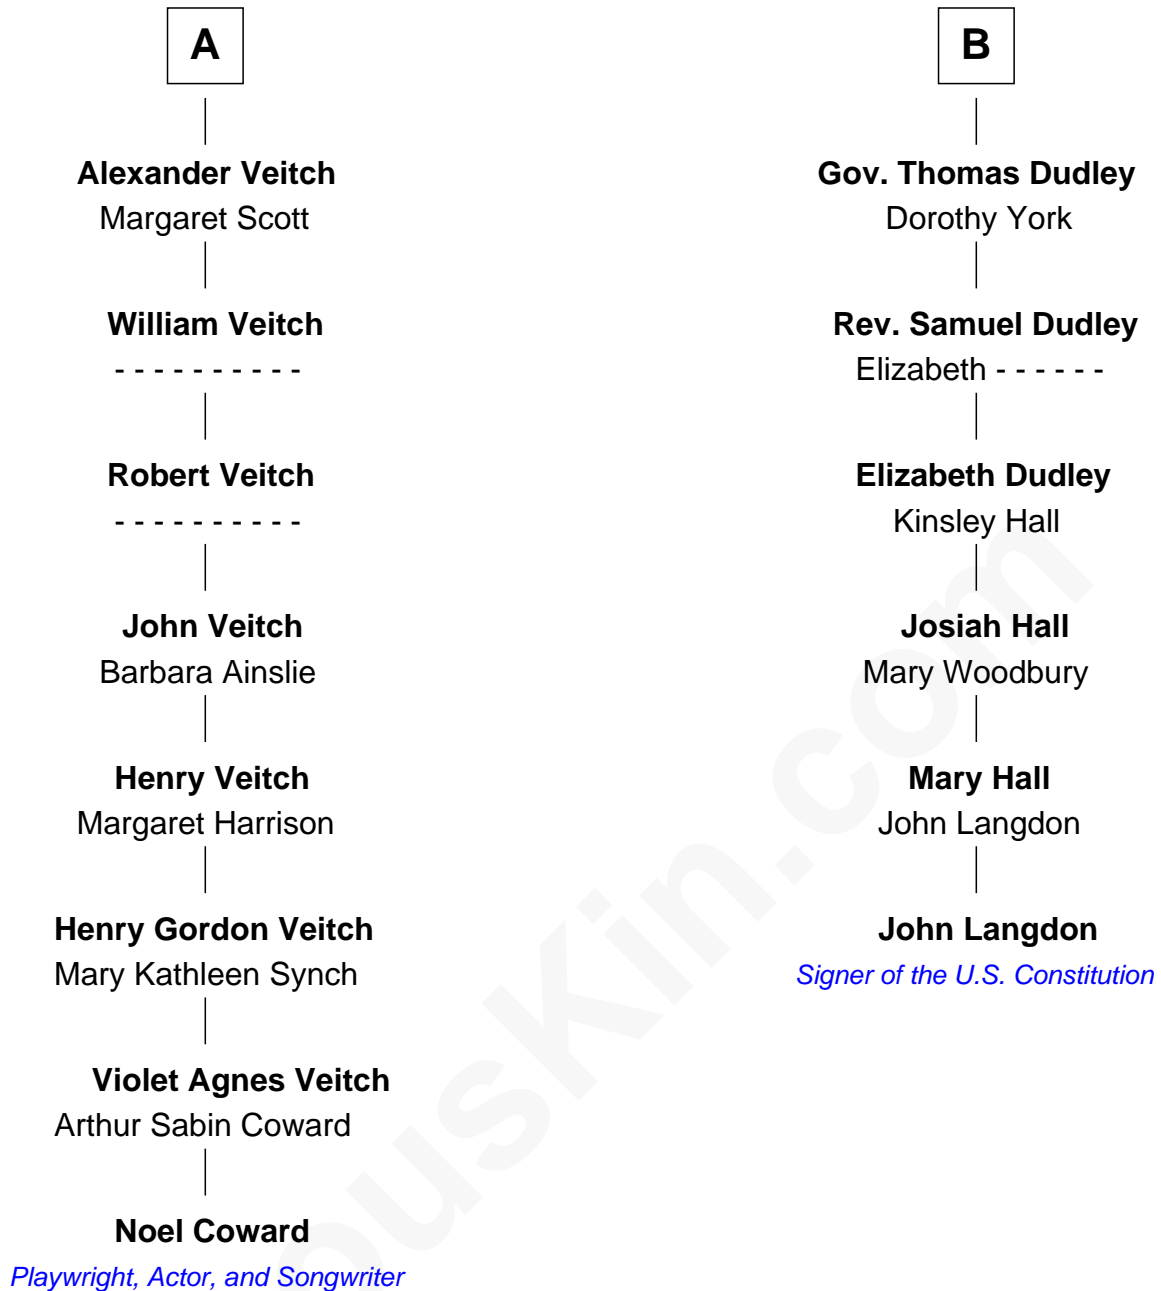 A
Alexander Veitch
Margaret Scott
William Veitch
- - - - - - - - - -
Robert Veitch
- - - - - - - - - -
John Veitch
Barbara Ainslie
Henry Veitch
Margaret Harrison
Henry Gordon Veitch
Mary Kathleen Synch
Violet Agnes Veitch
Arthur Sabin Coward
Noel Coward
Playwright, Actor, and Songwriter
B
Gov. Thomas Dudley
Dorothy York
Rev. Samuel Dudley
Elizabeth - - - - - -
Elizabeth Dudley
Kinsley Hall
Josiah Hall
Mary Woodbury
Mary Hall
John Langdon
John Langdon
Signer of the U.S. Constitution
ousKin.com